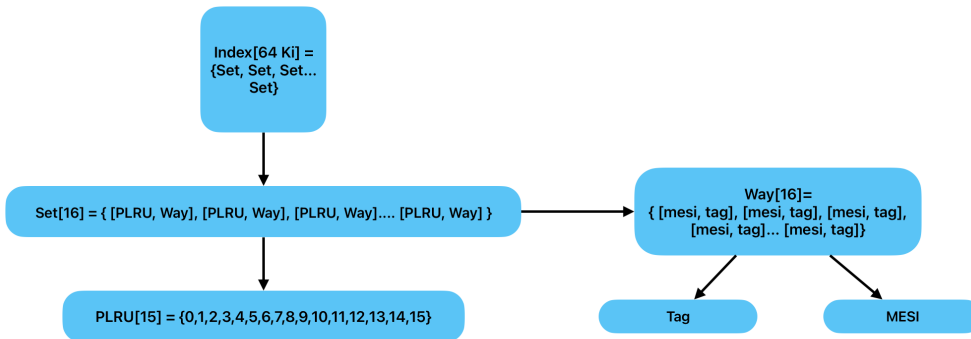 Index[64 Ki] =
{Set, Set, Set...
Set}
Set[16] = { [PLRU, Way], [PLRU, Way], [PLRU, Way].... [PLRU, Way] }
Way[16]=
{ [mesi, tag], [mesi, tag], [mesi, tag],
[mesi, tag]... [mesi, tag]}
PLRU[15] = {0,1,2,3,4,5,6,7,8,9,10,11,12,13,14,15}
Tag
MESI